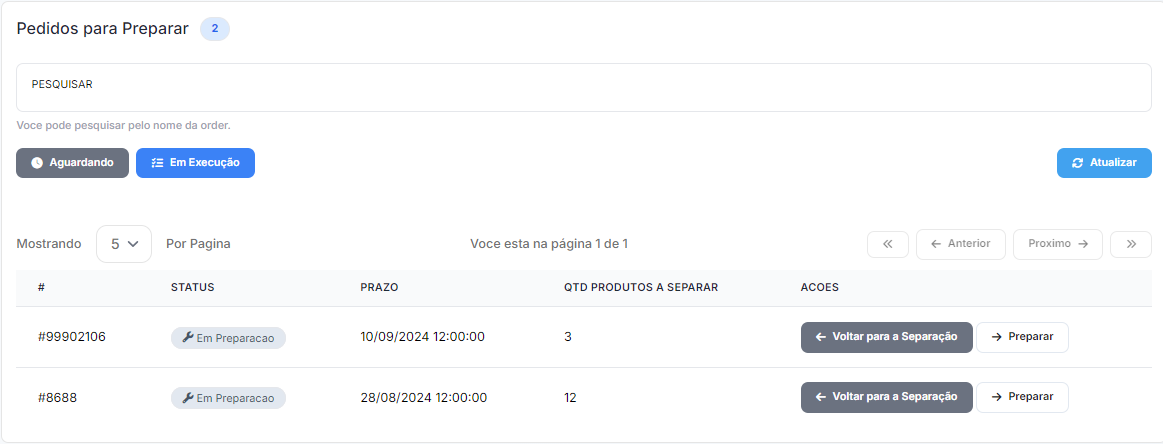 Pedidos para Preparar 2
PESQUISAR
Voce pode pesquisar pelo nome da order.
Aguardando Em Execução Atualizar
Mostrando 5 Por Pagina Voce esta na página 1 de 1 « ← Anterior Proximo → »
# STATUS PRAZO QTD PRODUTOS A SEPARAR ACOES
#99902106 Em Preparacao 10/09/2024 12:00:00 3 ← Voltar para a Separação → Preparar
#8688 Em Preparacao 28/08/2024 12:00:00 12 ← Voltar para a Separação → Preparar